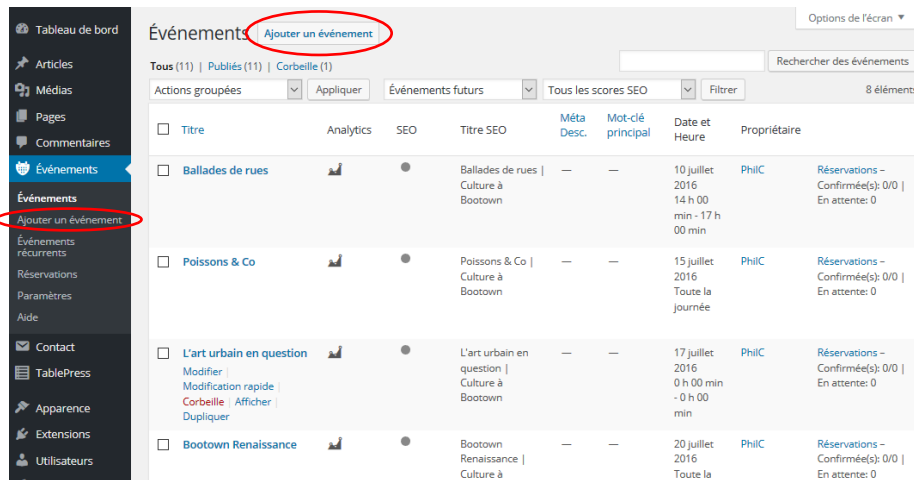 Tableau de bord
Articles
Médias
Pages
Commentaires
Événements
Événements
Ajouter un événement
Événements
récurrents
Réservations
Paramètres
Aide
Contact
TablePress
Apparence
Extensions
Utilisateurs
Options de l'écran ▼
Événements Ajouter un événement
Tous (11) | Publiés (11) | Corbeille (1)
Rechercher des événements
Actions groupées Appliquer Événements futurs Tous les scores SEO Filtrer 8 éléments
Titre Analytics SEO Titre SEO Méta Desc. Mot-clé principal Date et Heure Propriétaire
Ballades de rues
Ballades de rues |
Culture à
Bootown
— —
10 juillet
2016
14 h 00
min - 17 h
00 min
PhilC
Réservations –
Confirmée(s): 0/0 |
En attente: 0
Poissons & Co
Poissons & Co |
Culture à
Bootown
— —
15 juillet
2016
Toute la
journée
PhilC
Réservations –
Confirmée(s): 0/0 |
En attente: 0
L'art urbain en question
Modifier |
Modification rapide |
Corbeille | Afficher |
Dupliquer
L'art urbain en
question |
Culture à
Bootown
— —
17 juillet
2016
0 h 00 min
- 0 h 00
min
PhilC
Réservations –
Confirmée(s): 0/0 |
En attente: 0
Bootown Renaissance
Bootown
Renaissance |
Culture à
— —
20 juillet
2016
Toute la
PhilC
Réservations –
Confirmée(s): 0/0 |
En attente: 0